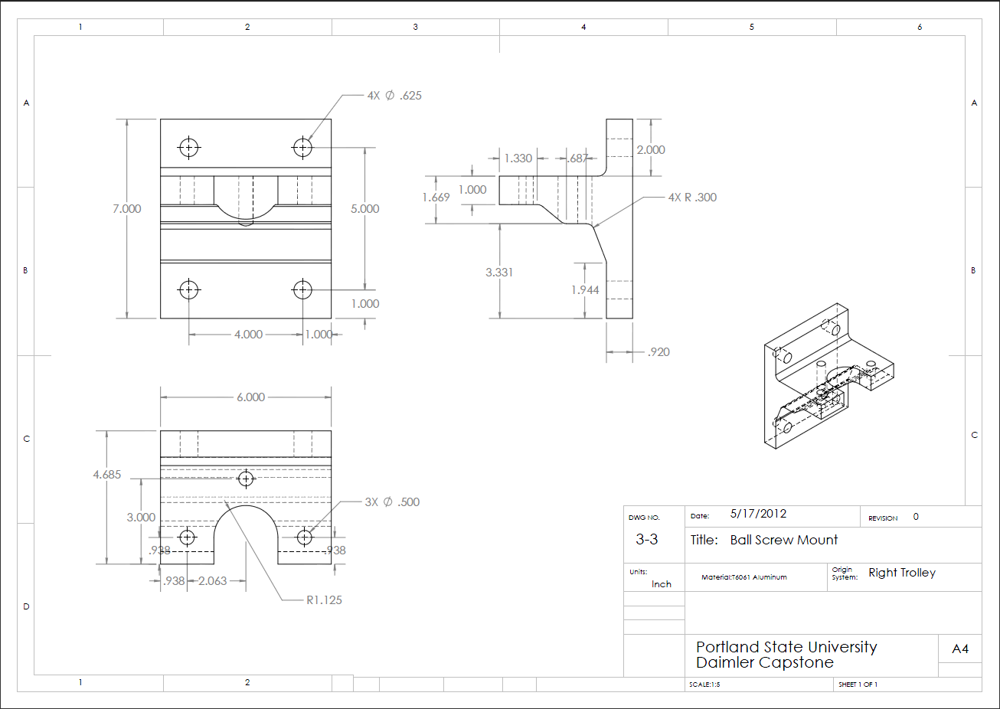 1 2 3 4 5 6
A A
4X ∅ .625
7.000
5.000
1.000
4.000
1.000
1.330
.687
2.000
1.669
1.000
4X R .300
3.331
1.944
.920
B B
6.000
4.685
3.000
.938
.938
.938
2.063
3X ∅ .500
R1.125
C C
D
DWG NO.
3-3
Date: 5/17/2012
REVISION 0
Title: Ball Screw Mount
Units:
Inch
Material:T6061 Aluminum
Origin
System:
Right Trolley
Portland State University
Daimler Capstone
A4
SCALE:1:5
SHEET 1 OF 1
1 2